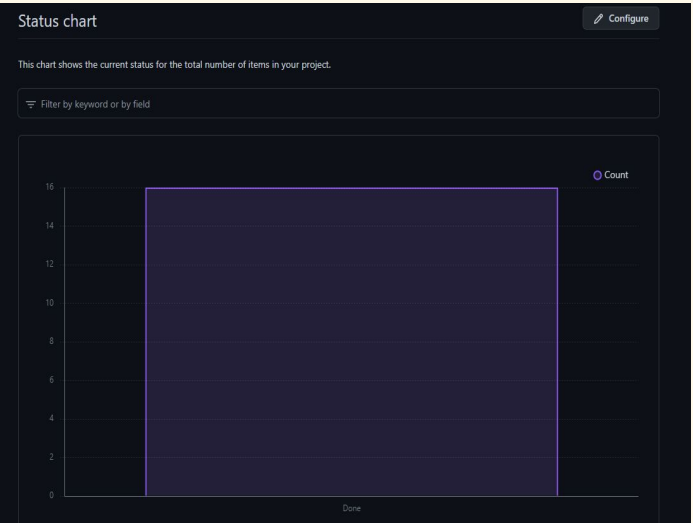 Status chart
Configure
This chart shows the current status for the total number of items in your project.
Filter by keyword or by field
Count
16
14
12
10
8
6
4
2
0
Done